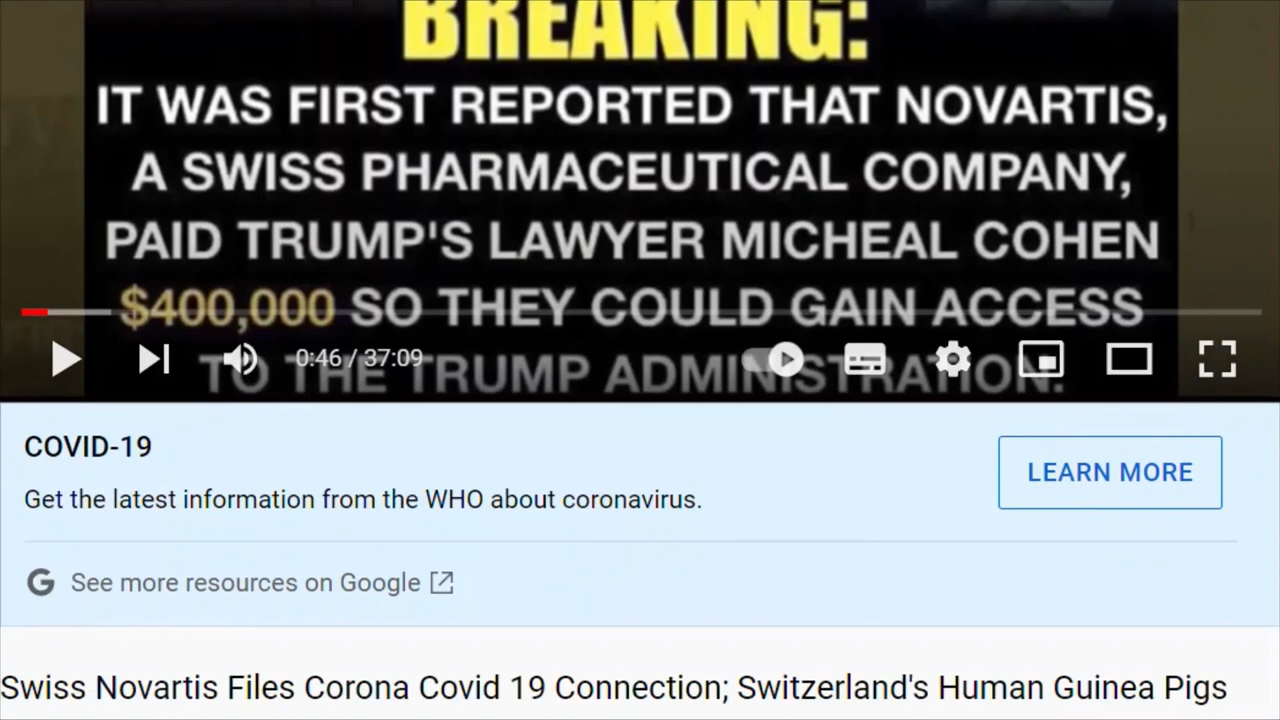 BREAKING:
IT WAS FIRST REPORTED THAT NOVARTIS,
A SWISS PHARMACEUTICAL COMPANY,
PAID TRUMP'S LAWYER MICHEAL COHEN
$400,000 SO THEY COULD GAIN ACCESS
TO THE TRUMP ADMINISTRATION.
0:46 / 37:09
COVID-19
LEARN MORE
Get the latest information from the WHO about coronavirus.
G See more resources on Google
Swiss Novartis Files Corona Covid 19 Connection; Switzerland's Human Guinea Pigs